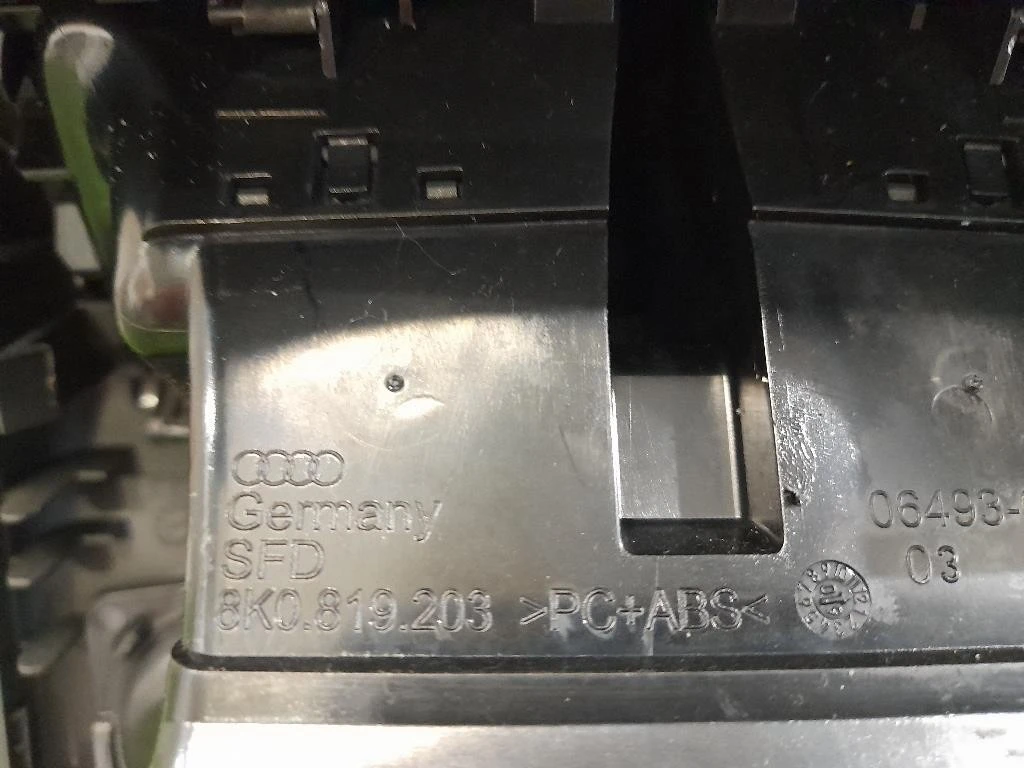 Germany
SFD
8K0.819.203 >PC+ABS<
06493-
03